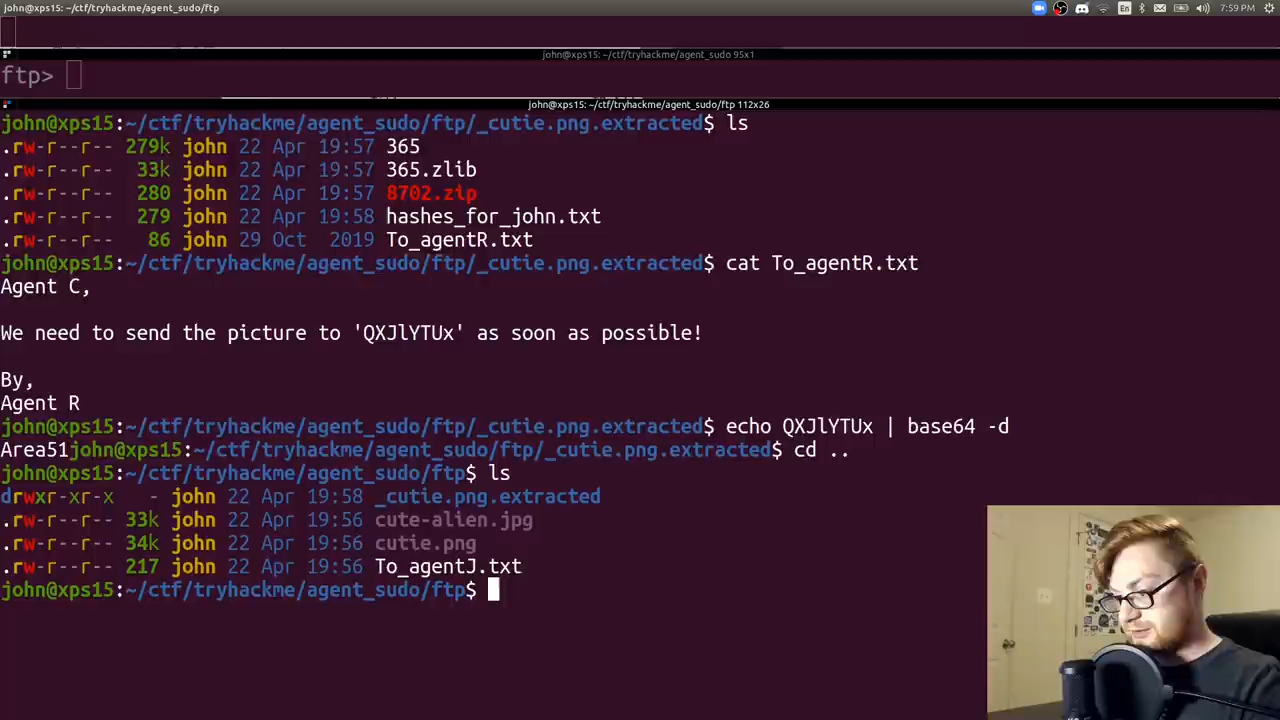 john@xps15: ~/ctf/tryhackme/agent_sudo/ftp
En
7:59 PM
john@xps15: ~/ctf/tryhackme/agent_sudo 95x1
ftp>
john@xps15: ~/ctf/tryhackme/agent_sudo/ftp 112x26
john@xps15:~/ctf/tryhackme/agent_sudo/ftp/_cutie.png.extracted$ ls
.rw-r--r-- 279k john 22 Apr 19:57 365
.rw-r--r-- 33k john 22 Apr 19:57 365.zlib
.rw-r--r-- 280 john 22 Apr 19:57 8702.zip
.rw-r--r-- 279 john 22 Apr 19:58 hashes_for_john.txt
.rw-r--r-- 86 john 29 Oct 2019 To_agentR.txt
john@xps15:~/ctf/tryhackme/agent_sudo/ftp/_cutie.png.extracted$ cat To_agentR.txt
Agent C,
We need to send the picture to 'QXJlYTUx' as soon as possible!
By,
Agent R
john@xps15:~/ctf/tryhackme/agent_sudo/ftp/_cutie.png.extracted$ echo QXJlYTUx | base64 -d
Area51john@xps15:~/ctf/tryhackme/agent_sudo/ftp/_cutie.png.extracted$ cd ..
john@xps15:~/ctf/tryhackme/agent_sudo/ftp$ ls
drwxr-xr-x - john 22 Apr 19:58 _cutie.png.extracted
.rw-r--r-- 33k john 22 Apr 19:56 cute-alien.jpg
.rw-r--r-- 34k john 22 Apr 19:56 cutie.png
.rw-r--r-- 217 john 22 Apr 19:56 To_agentJ.txt
john@xps15:~/ctf/tryhackme/agent_sudo/ftp$